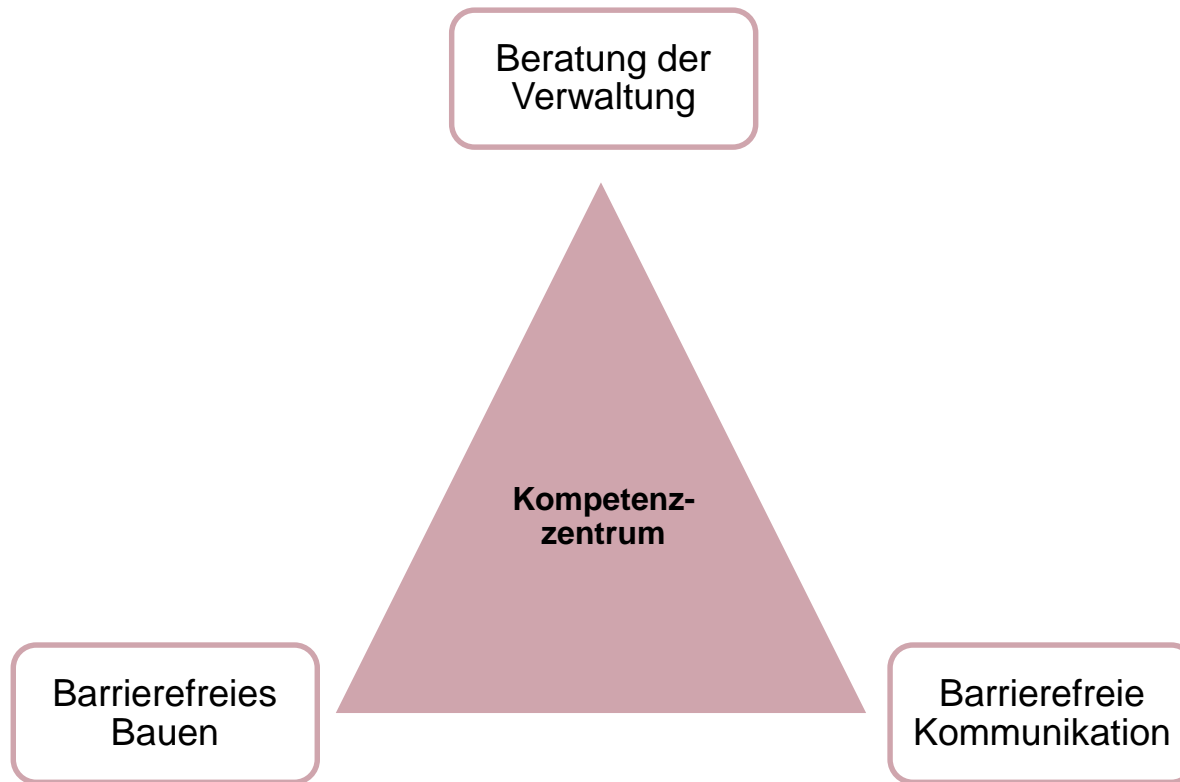 Beratung der
Verwaltung
Kompetenz-
zentrum
Barrierefreies
Bauen
Barrierefreie
Kommunikation